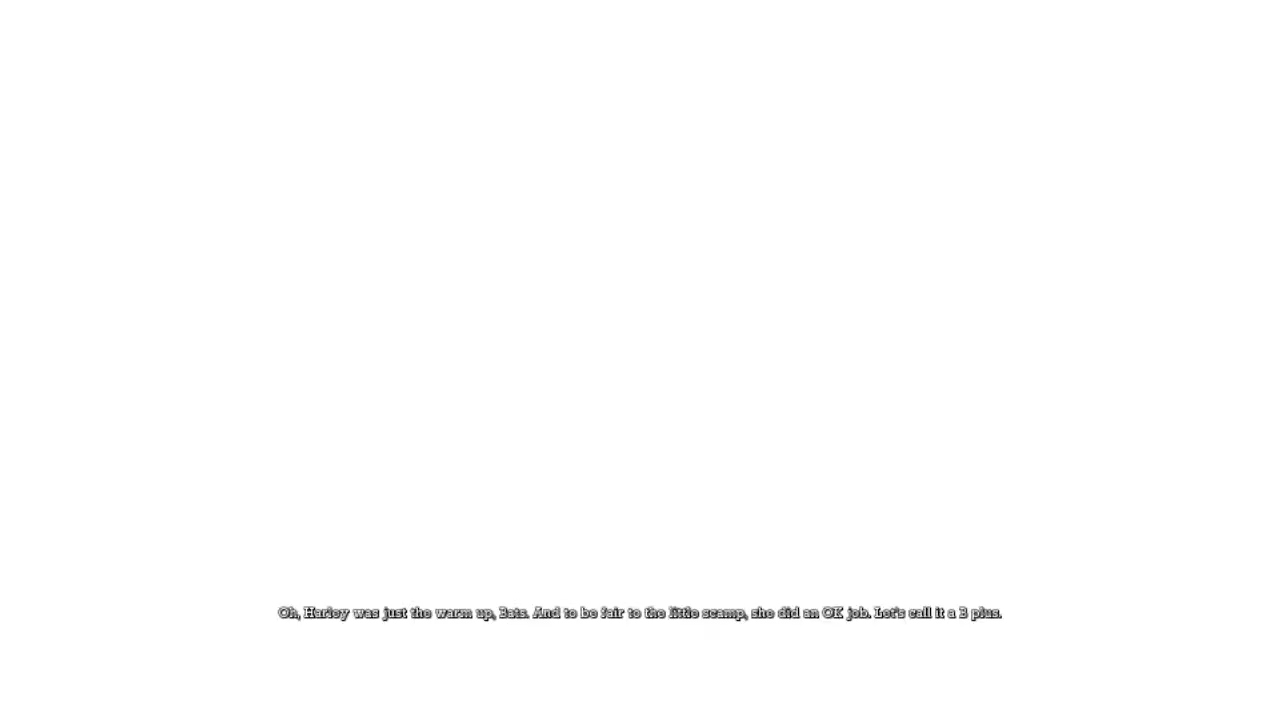 Oh, Harley was just the warm up, Bats. And to be fair to the little scamp, she did an OK job. Let's call it a B plus.